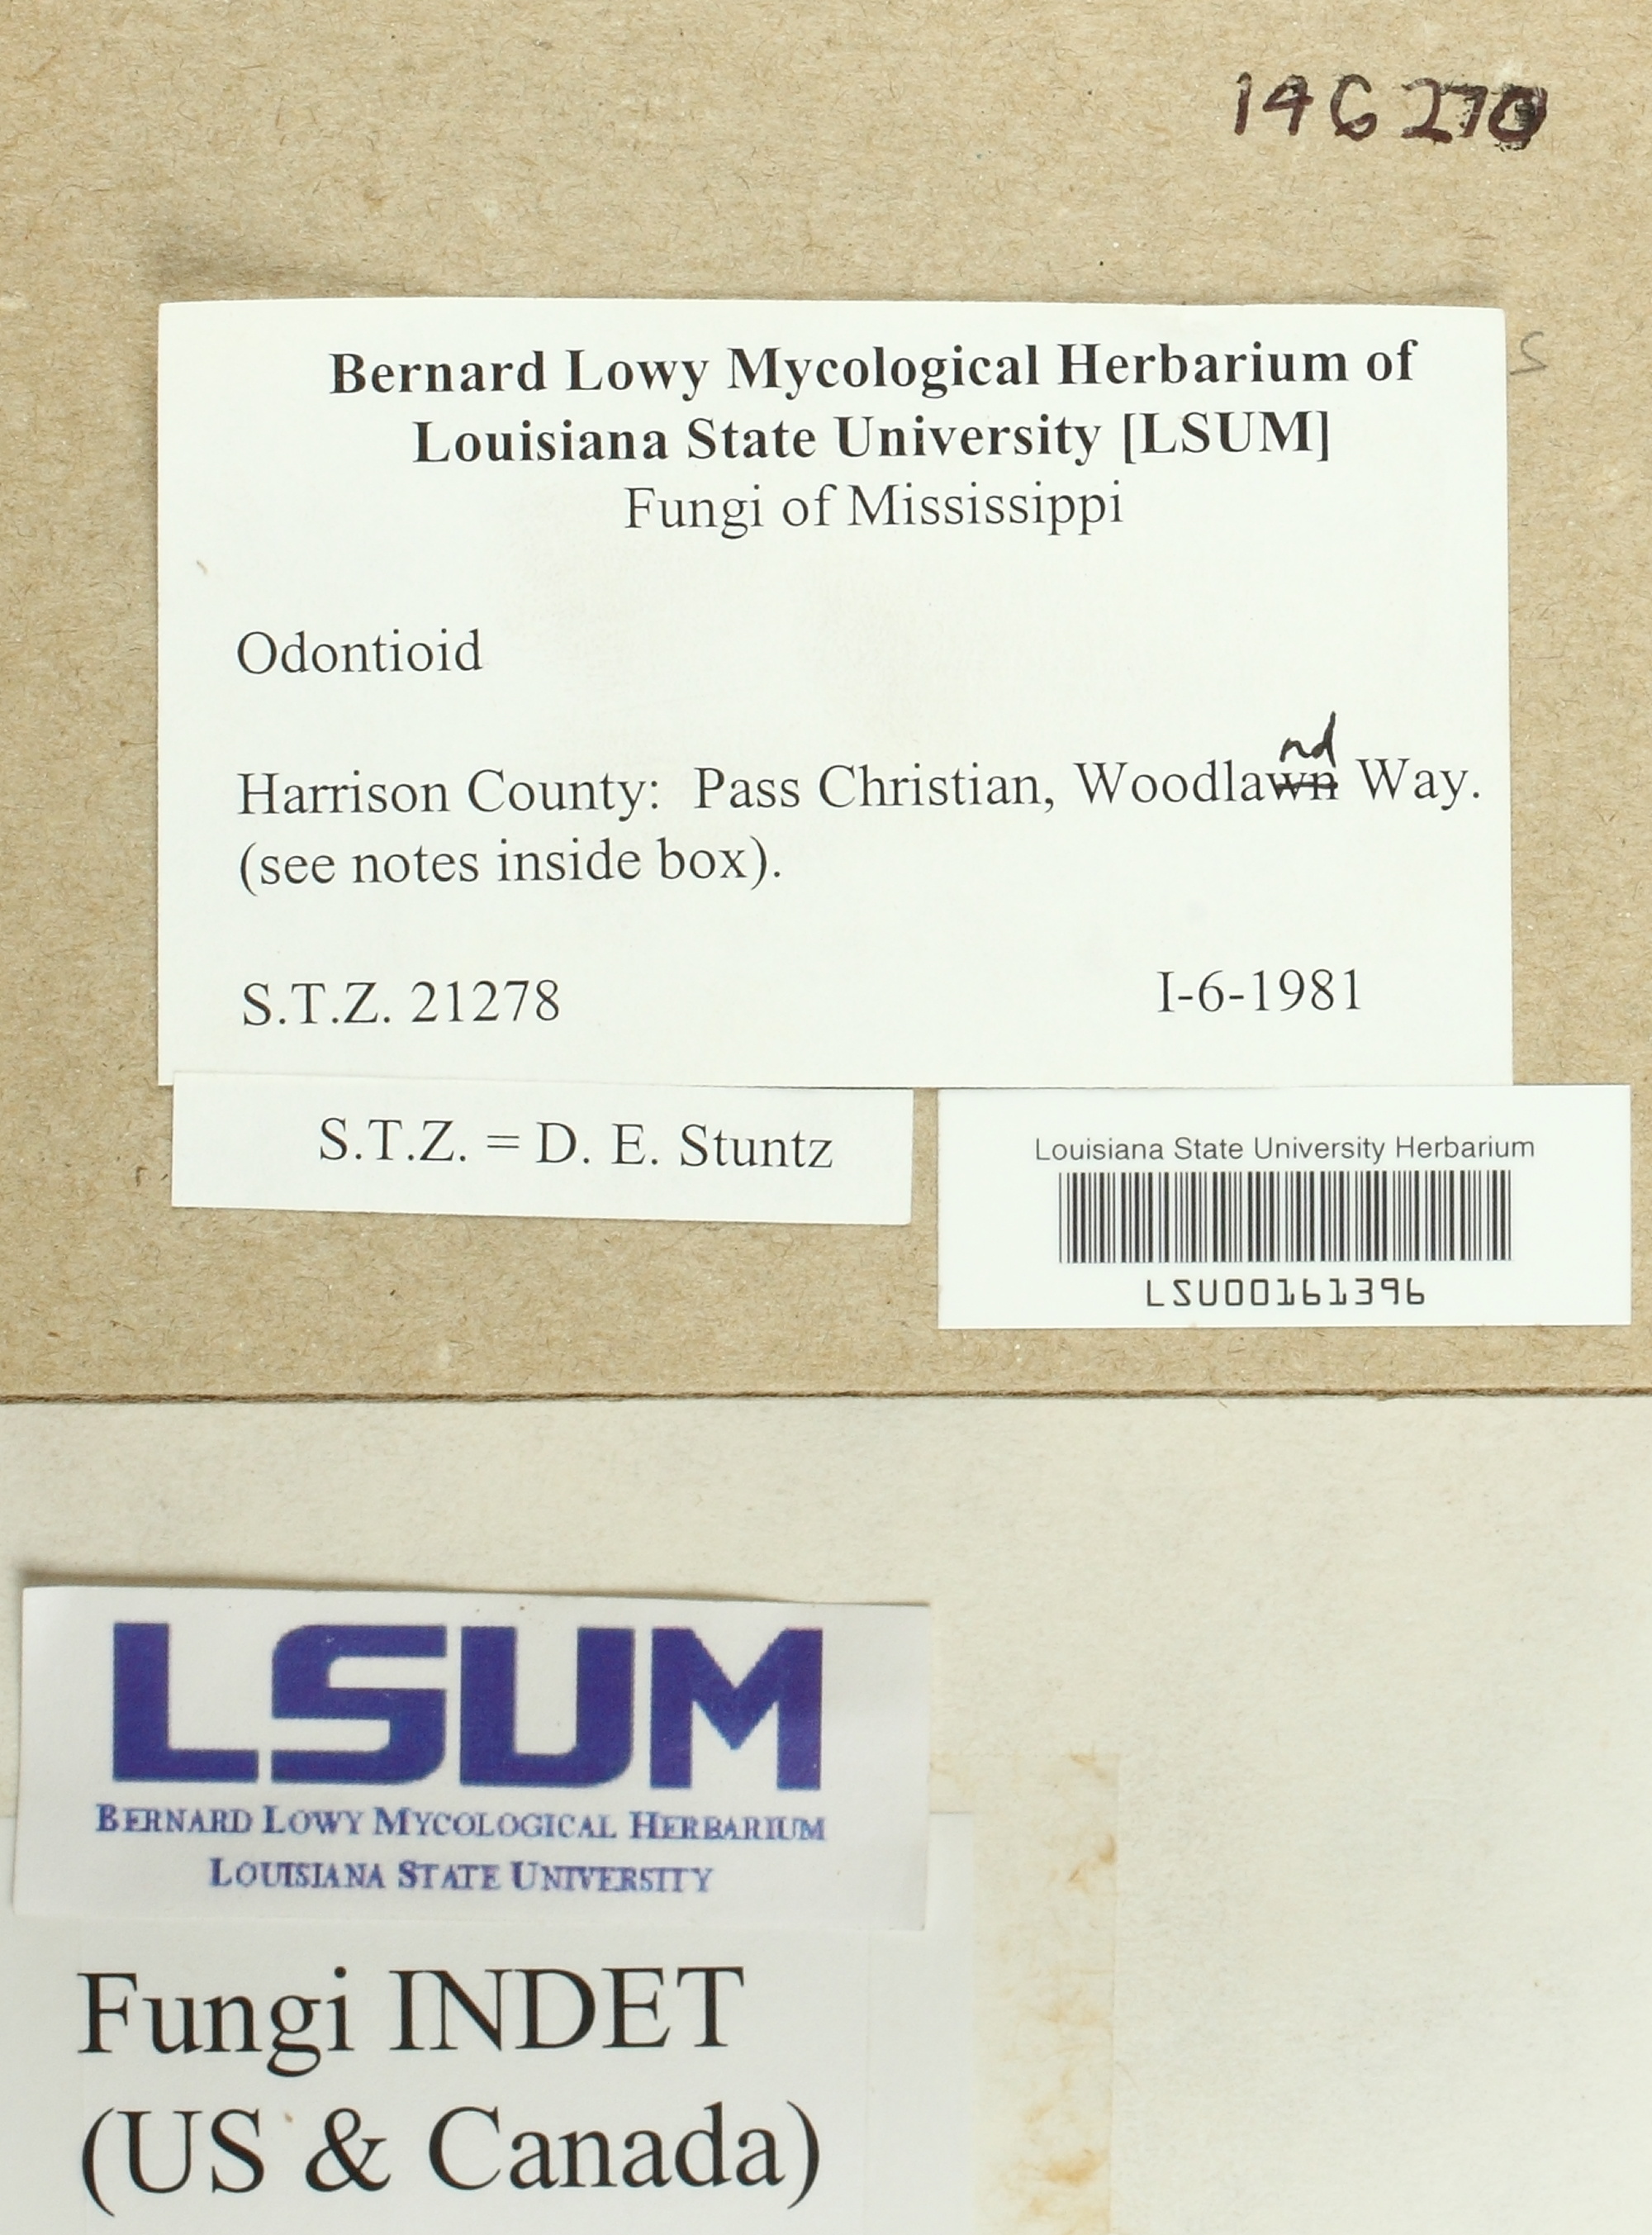 146270
S
Bernard Lowy Mycological Herbarium of
Louisiana State University [LSUM]
Fungi of Mississippi
Odontioid
nd
Harrison County: Pass Christian, Woodlawn Way.
(see notes inside box).
S.T.Z. 21278 I-6-1981
S.T.Z. = D. E. Stuntz
Louisiana State University Herbarium
LSU00161396
LSUM
BERNARD LOWY MYCOLOGICAL HERBARIUM
LOUISIANA STATE UNIVERSITY
Fungi INDET
(US & Canada)